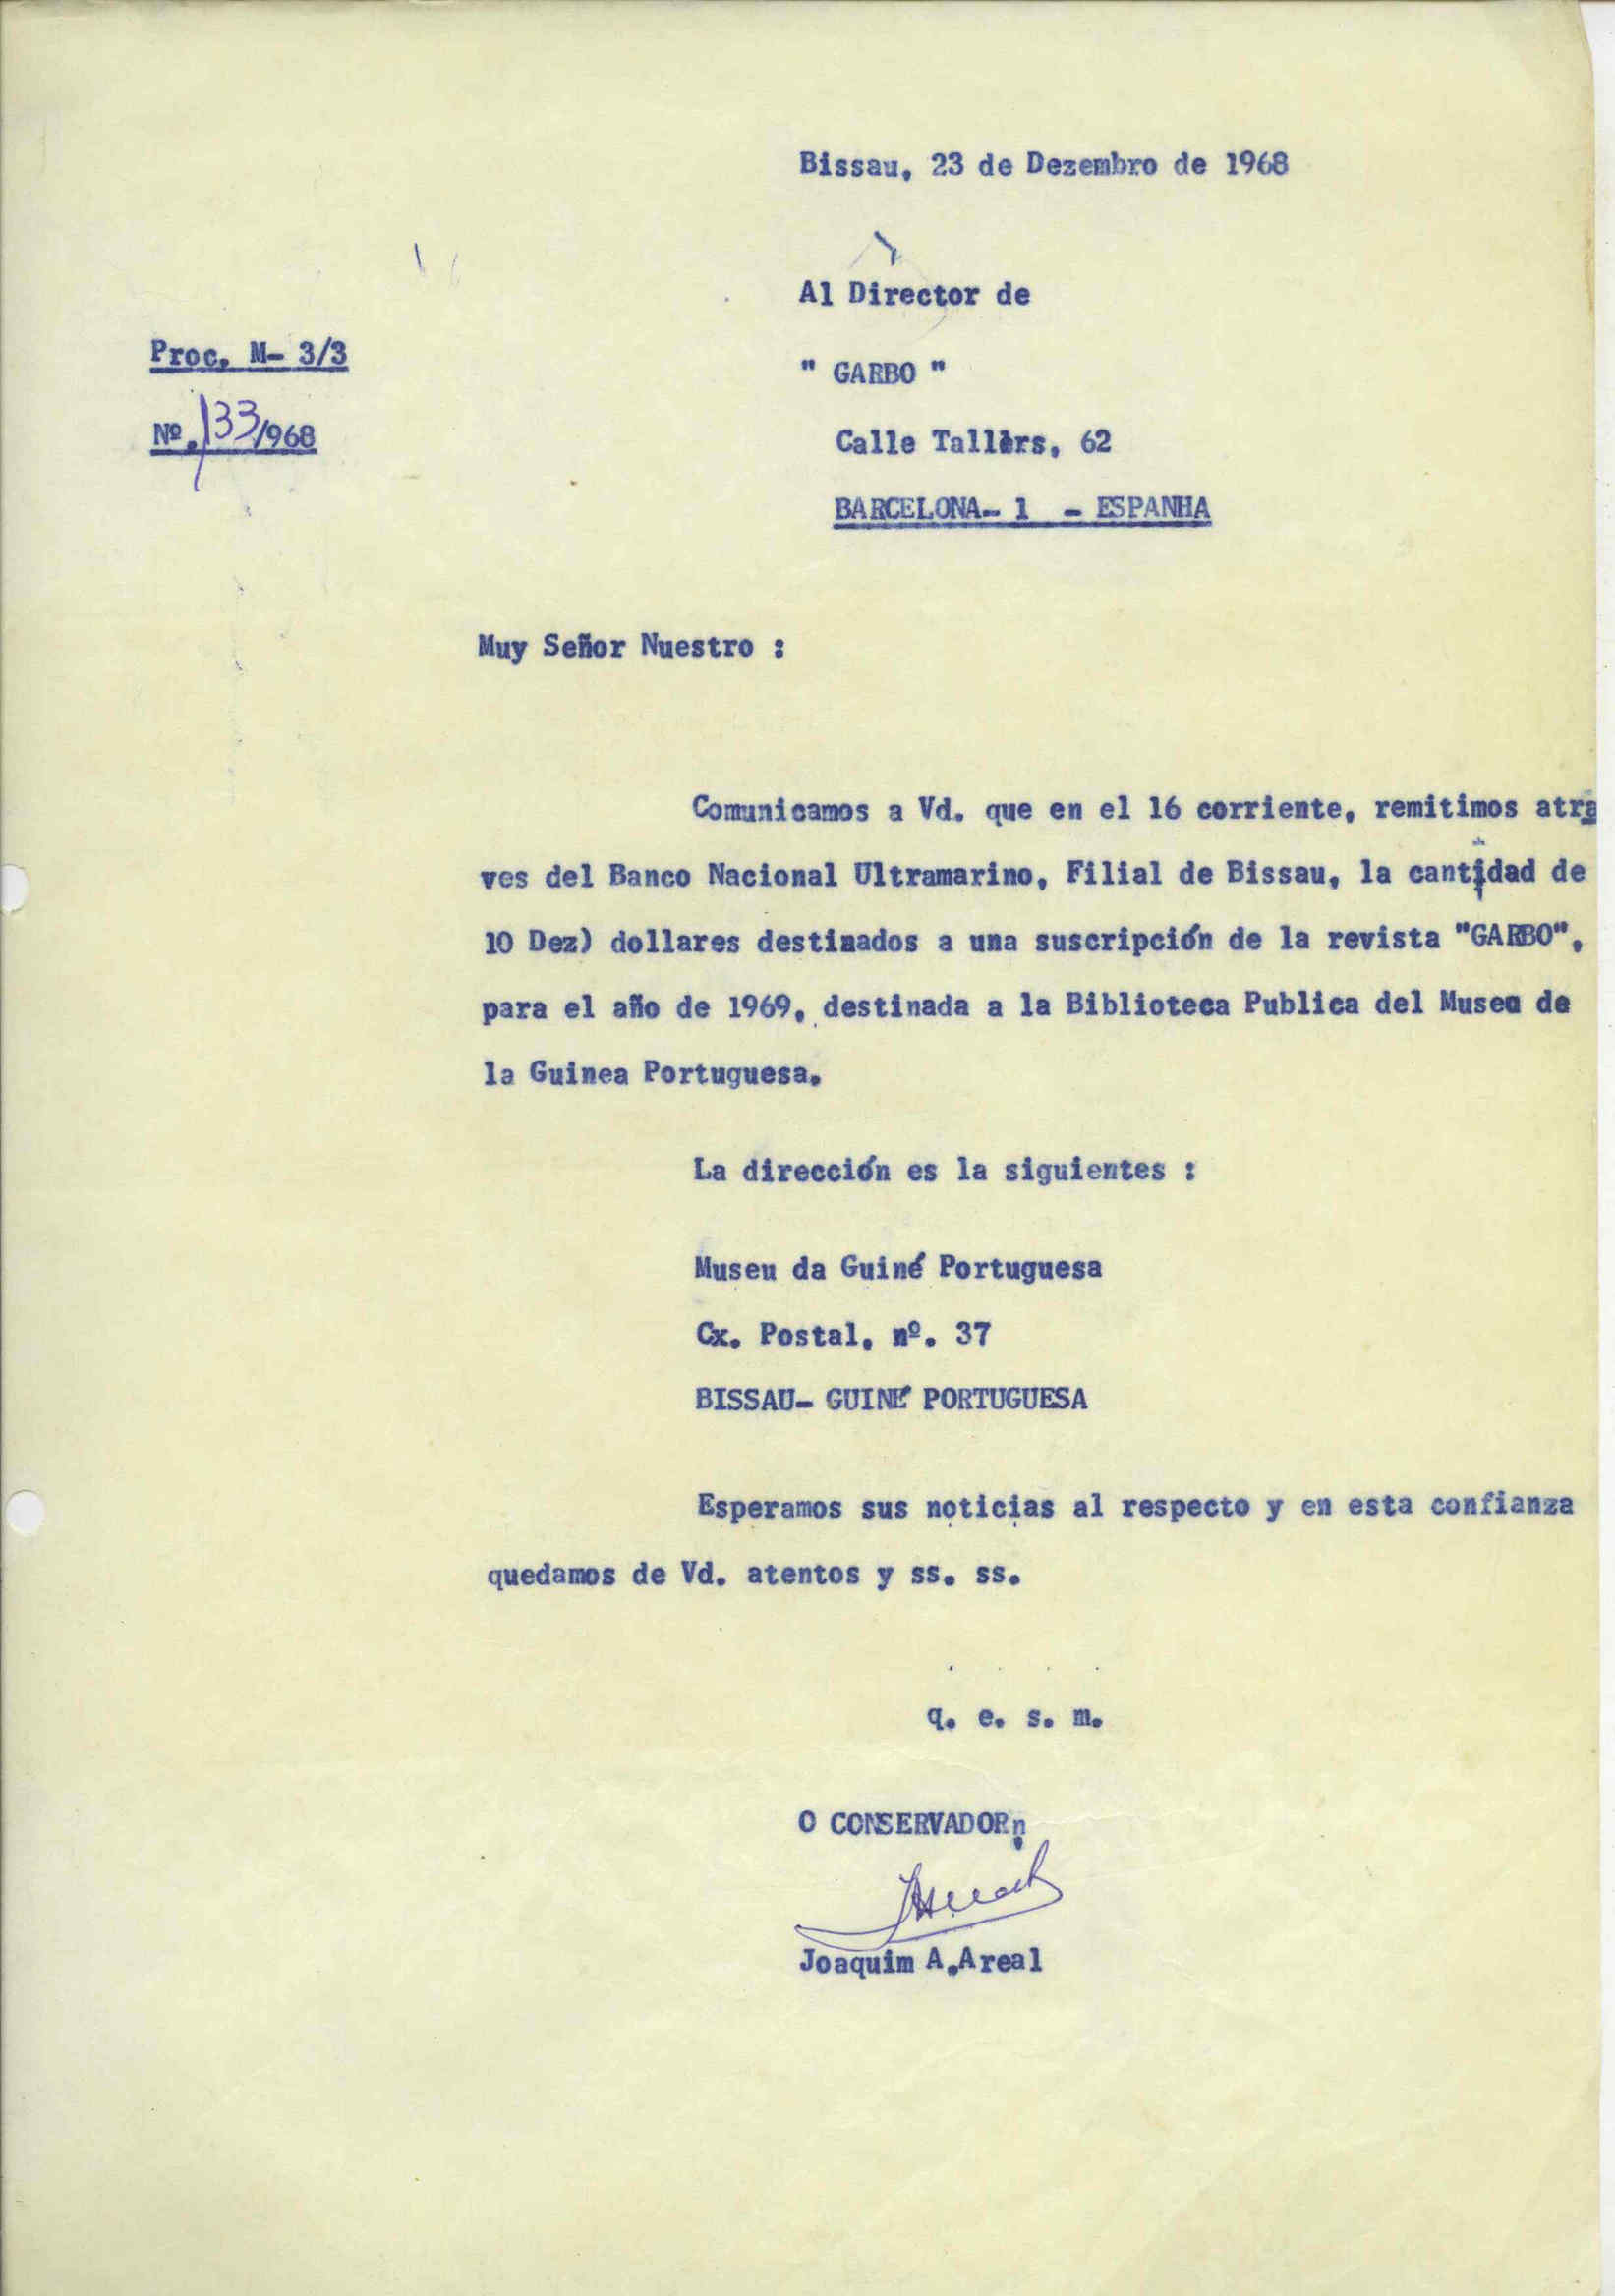 Bissau, 23 de Dezembro de 1968
Al Director de
Proc. M- 3/3
" GARBO "
Nº.133/968
Calle Tallers, 62
BARCELONA- 1 - ESPANHA
Muy Señor Nuestro :
Comunicamos a Vd. que en el 16 corriente, remitimos atra
ves del Banco Nacional Ultramarino, Filial de Bissau, la cantidad de
10 Dez) dollares destinados a una suscripción de la revista "GARBO",
para el año de 1969, destinada a la Biblioteca Publica del Museu de
la Guinea Portuguesa.
La dirección es la siguientes :
Museu da Guiné Portuguesa
Cx. Postal, nº. 37
BISSAU- GUINÉ PORTUGUESA
Esperamos sus noticias al respecto y en esta confianza
quedamos de Vd. atentos y ss. ss.
q. e. s. m.
O CONSERVADOR,
Joaquim A.Areal